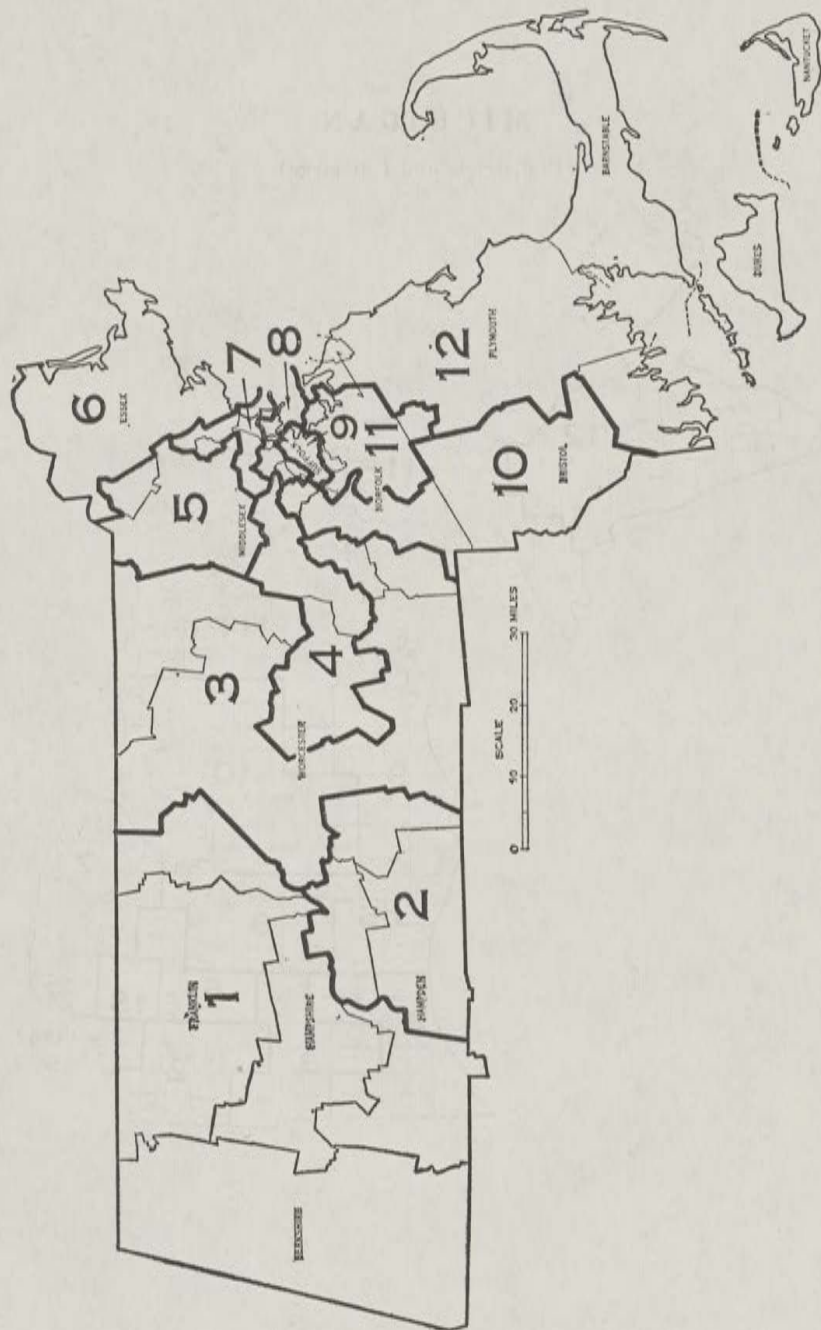 BERKSHIRE
FRANKLIN
1
HAMPSHIRE
HAMPDEN
2
WORCESTER
3
4
MIDDLESEX
5
6
ESSEX
7
8
SUFFOLK
9
11
NORFOLK
10
BRISTOL
12
PLYMOUTH
BARNSTABLE
DUKES
NANTUCKET
SCALE
0 10 20 30 MILES